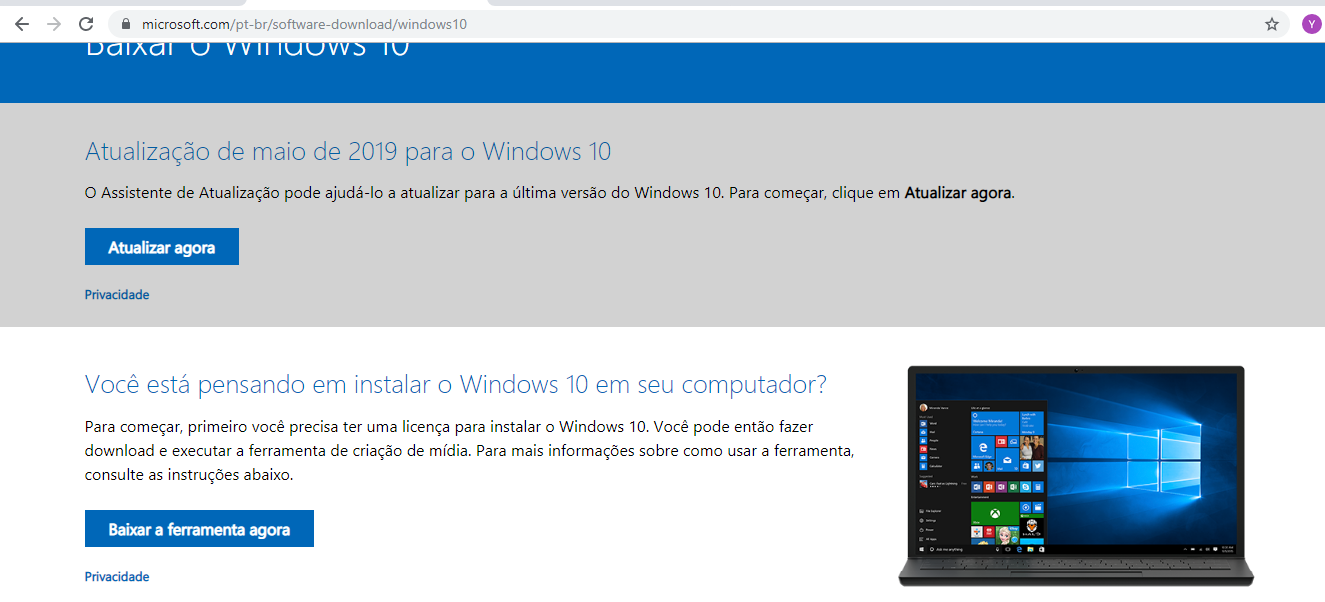 microsoft.com/pt-br/software-download/windows10
Y
Baixar o Windows 10
Atualização de maio de 2019 para o Windows 10
O Assistente de Atualização pode ajudá-lo a atualizar para a última versão do Windows 10. Para começar, clique em Atualizar agora.
Atualizar agora
Privacidade
Você está pensando em instalar o Windows 10 em seu computador?
Para começar, primeiro você precisa ter uma licença para instalar o Windows 10. Você pode então fazer
download e executar a ferramenta de criação de mídia. Para mais informações sobre como usar a ferramenta,
consulte as instruções abaixo.
Baixar a ferramenta agora
Privacidade